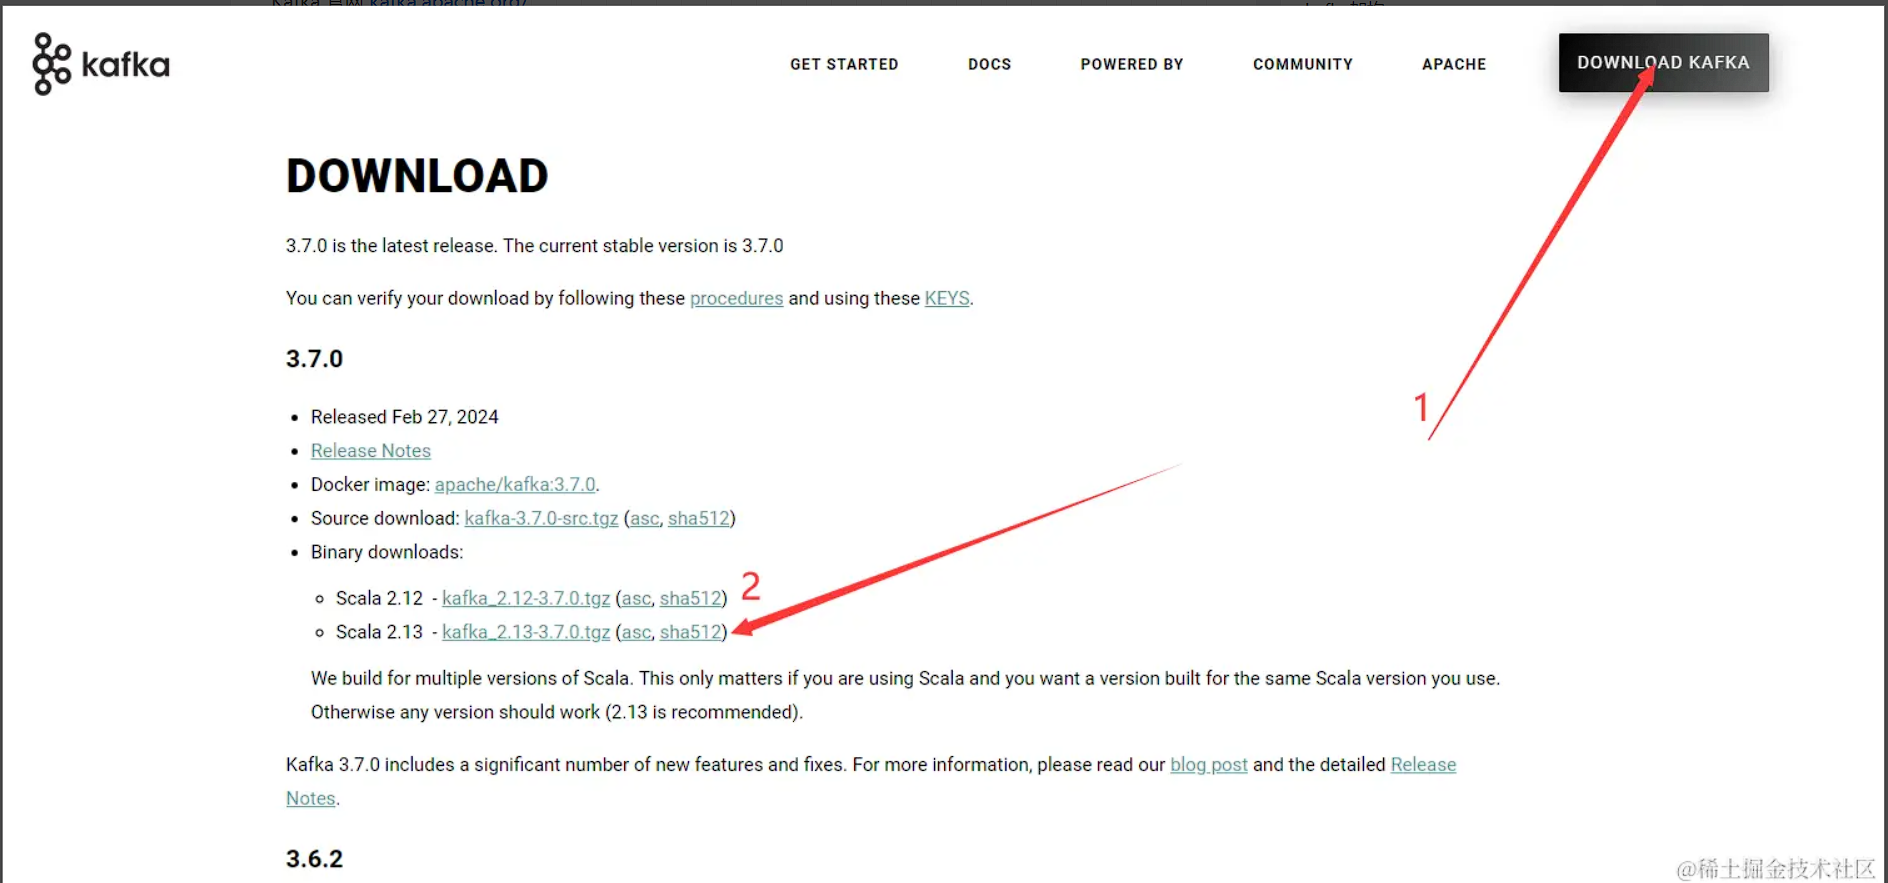 Kafka 官网 kafka.apache.org/
kafka
GET STARTED
DOCS
POWERED BY
COMMUNITY
APACHE
DOWNLOAD KAFKA
DOWNLOAD
3.7.0 is the latest release. The current stable version is 3.7.0
You can verify your download by following these procedures and using these KEYS.
3.7.0
1
• Released Feb 27, 2024
• Release Notes
• Docker image: apache/kafka:3.7.0.
• Source download: kafka-3.7.0-src.tgz (asc, sha512)
• Binary downloads:
2
○ Scala 2.12 - kafka_2.12-3.7.0.tgz (asc, sha512)
○ Scala 2.13 - kafka_2.13-3.7.0.tgz (asc, sha512)
We build for multiple versions of Scala. This only matters if you are using Scala and you want a version built for the same Scala version you use.
Otherwise any version should work (2.13 is recommended).
Kafka 3.7.0 includes a significant number of new features and fixes. For more information, please read our blog post and the detailed Release
Notes.
3.6.2
@稀土掘金技术社区